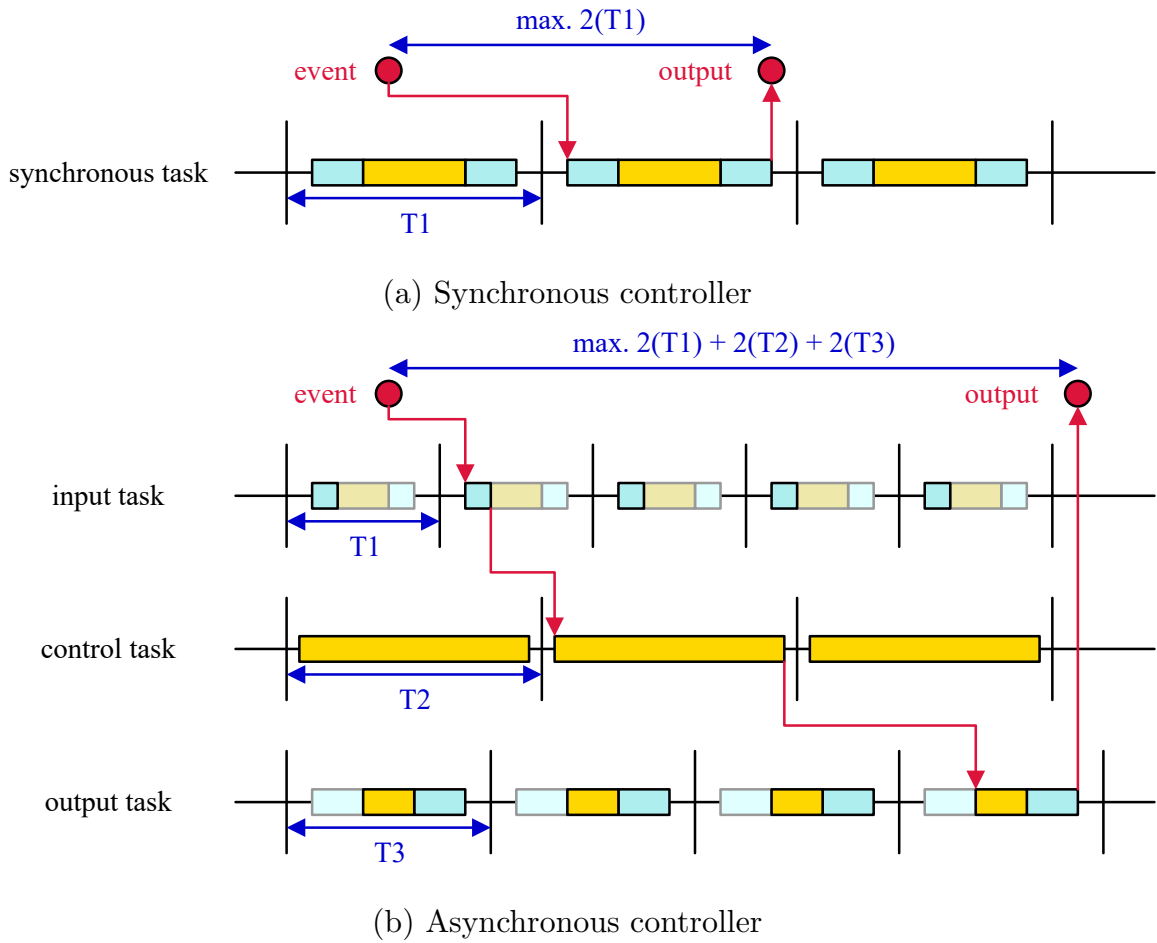 max. 2(T1)
event
output
synchronous task
T1
(a) Synchronous controller
max. 2(T1) + 2(T2) + 2(T3)
event
output
input task
T1
control task
T2
output task
T3
(b) Asynchronous controller